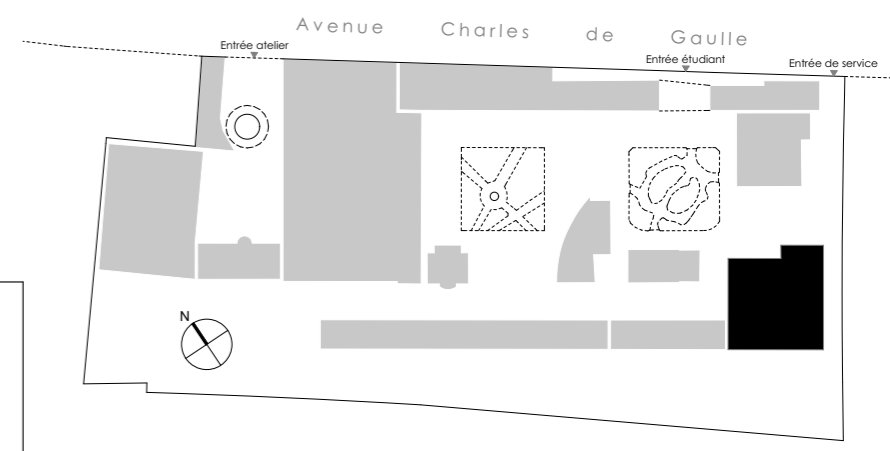 Avenue Charles de Gaulle
Entrée atelier
Entrée étudiant
Entrée de service
N